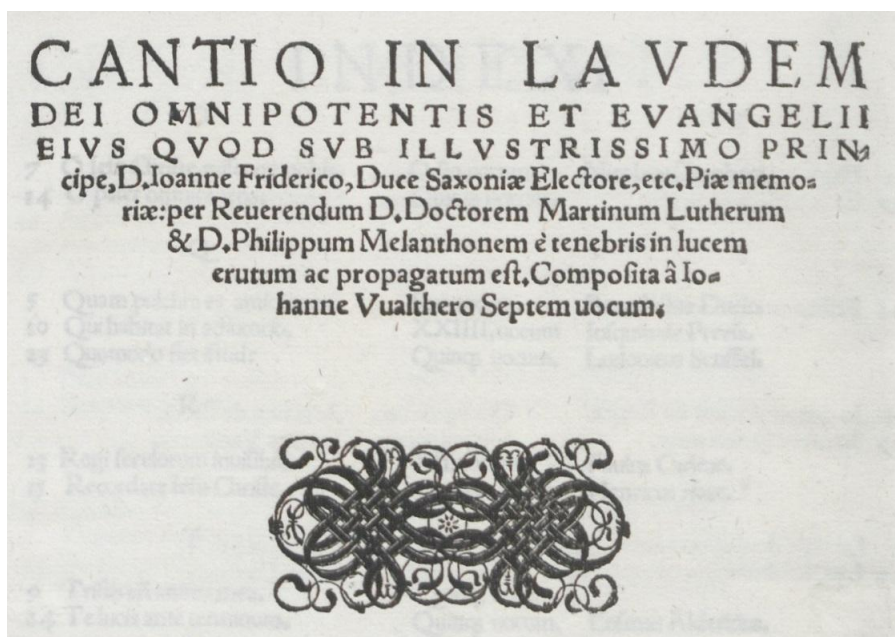 CANTIO IN LAVDEM
DEI OMNIPOTENTIS ET EVANGELII
EIVS QVOD SVB ILLVSTRISSIMO PRIN⸗
cipe, D. Ioanne Friderico, Duce Saxoniæ Electore, etc. Piæ memo⸗
riæ: per Reuerendum D. Doctorem Martinum Lutherum
& D. Philippum Melanthonem è tenebris in lucem
erutum ac propagatum est. Composita â Io⸗
hanne Vualthero Septem uocum.